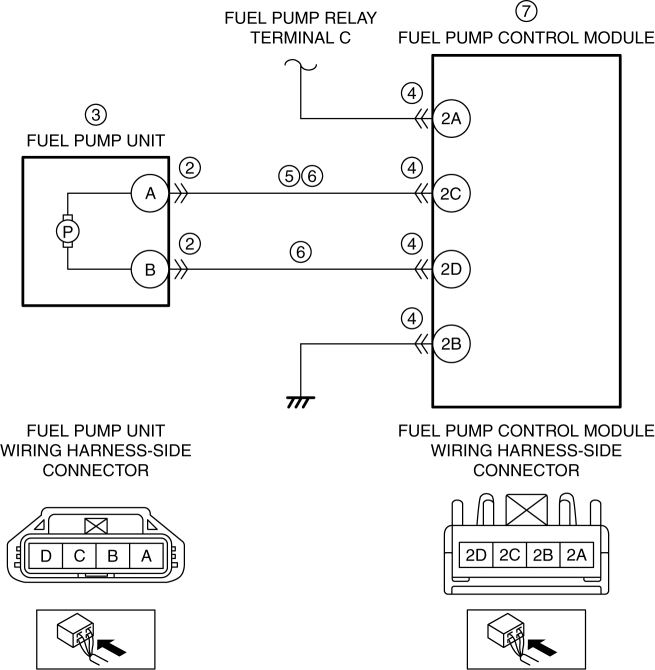 FUEL PUMP RELAY
TERMINAL C
7
FUEL PUMP CONTROL MODULE
4
2A
3
FUEL PUMP UNIT
2
5 6
4
A
2C
P
2
6
4
B
2D
4
2B
FUEL PUMP UNIT
WIRING HARNESS-SIDE
CONNECTOR
FUEL PUMP CONTROL MODULE
WIRING HARNESS-SIDE
CONNECTOR
D C B A
2D 2C 2B 2A